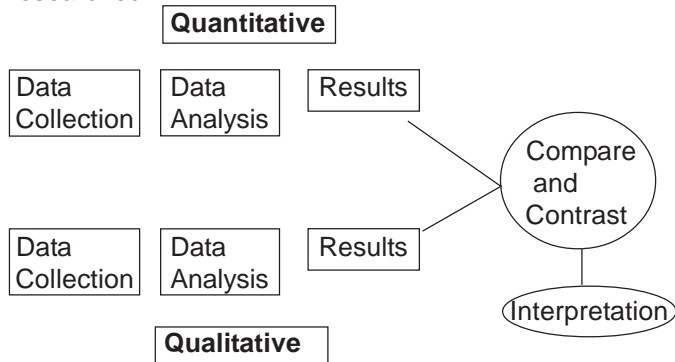 Quantitative
Data Collection
Data Analysis
Results
Compare
and
Contrast
Data Collection
Data Analysis
Results
Interpretation
Qualitative